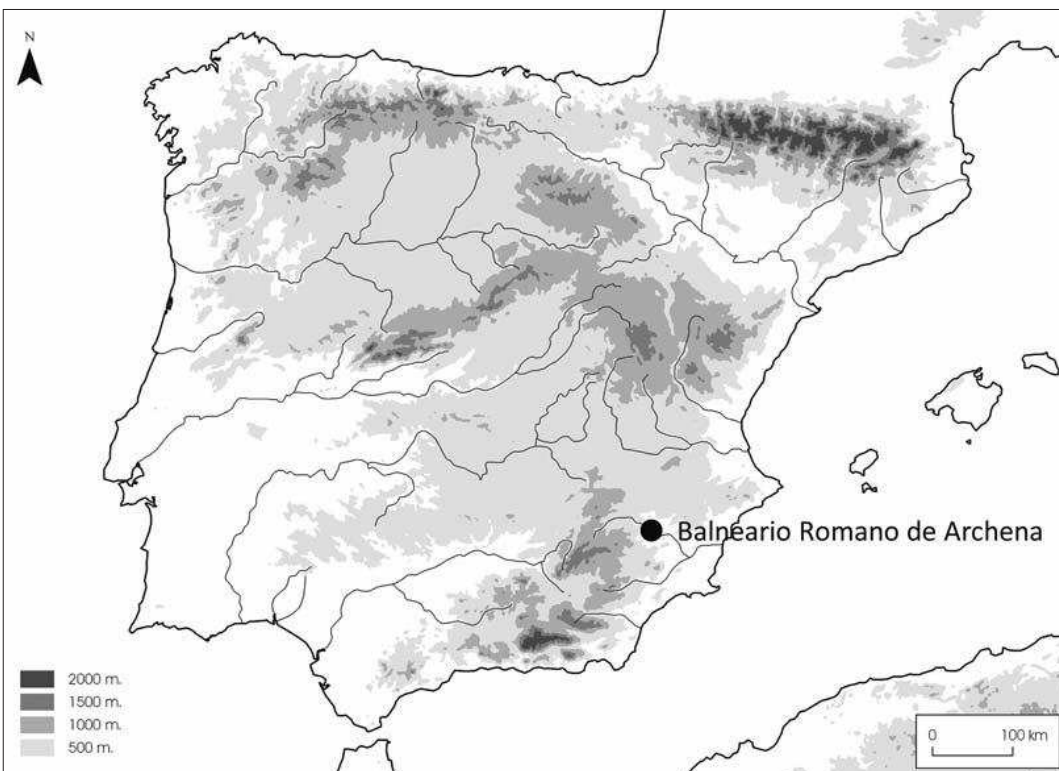 N
Balneario Romano de Archena
2000 m.
1500 m.
1000 m.
500 m.
0 100 km